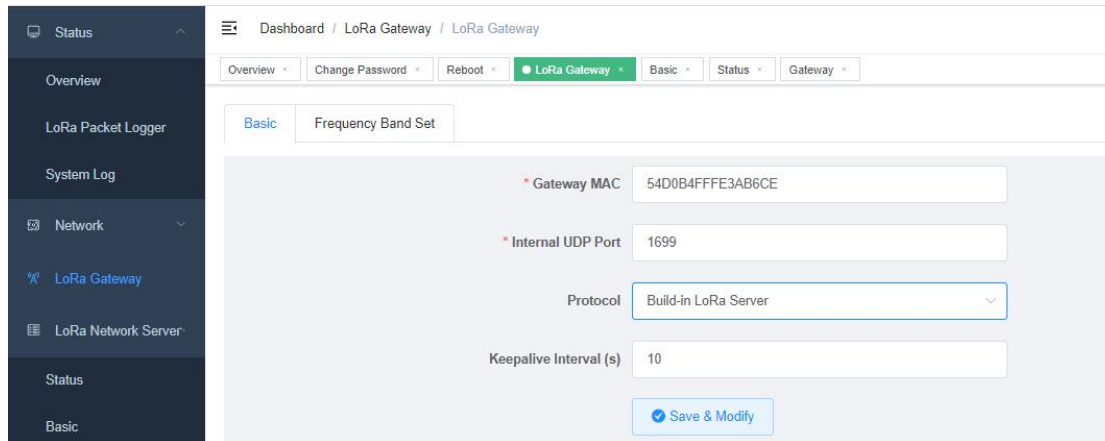 Status
Overview
LoRa Packet Logger
System Log
Network
LoRa Gateway
LoRa Network Server
Status
Basic
Dashboard / LoRa Gateway / LoRa Gateway
Overview × Change Password × Reboot × LoRa Gateway × Basic × Status × Gateway ×
Basic Frequency Band Set
* Gateway MAC 54D0B4FFFE3AB6CE
* Internal UDP Port 1699
Protocol Build-in LoRa Server
Keepalive Interval (s) 10
Save & Modify